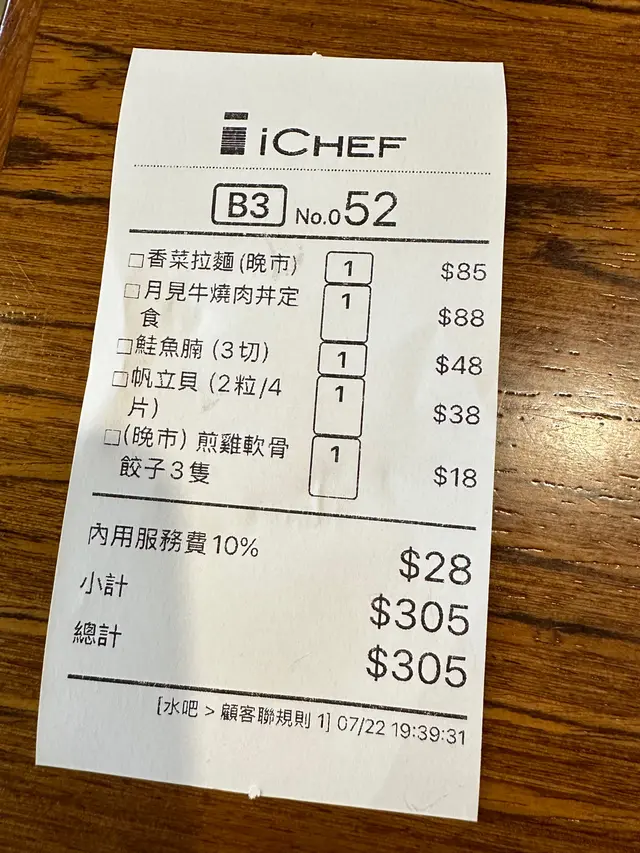 iCHEF
B3 No.052
□香菜拉麵(晚市) 1 $85
□月見牛燒肉丼定 1 $88
食
□鮭魚腩 (3切) 1 $48
□帆立貝 (2粒/4 1 $38
片)
□(晚市) 煎雞軟骨 1 $18
餃子3隻
內用服務費10% $28
小計 $305
總計 $305
[水吧 > 顧客聯規則 1] 07/22 19:39:31